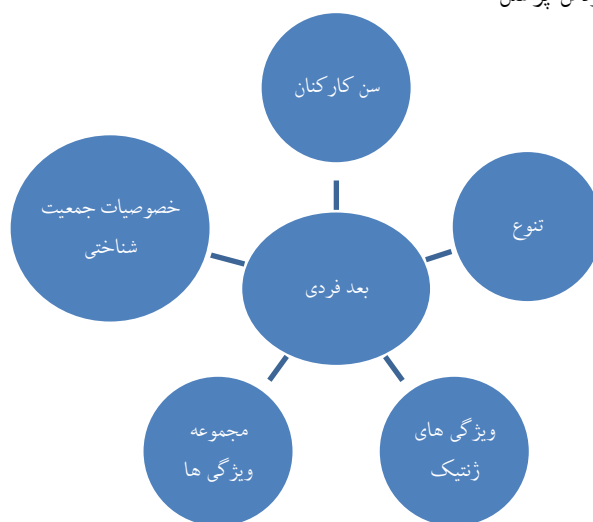 سن کارکنان
تنوع
خصوصیات جمعیت
شناختی
بعد فردی
ویژگی های
ژنتیک
مجموعه
ویژگی ها